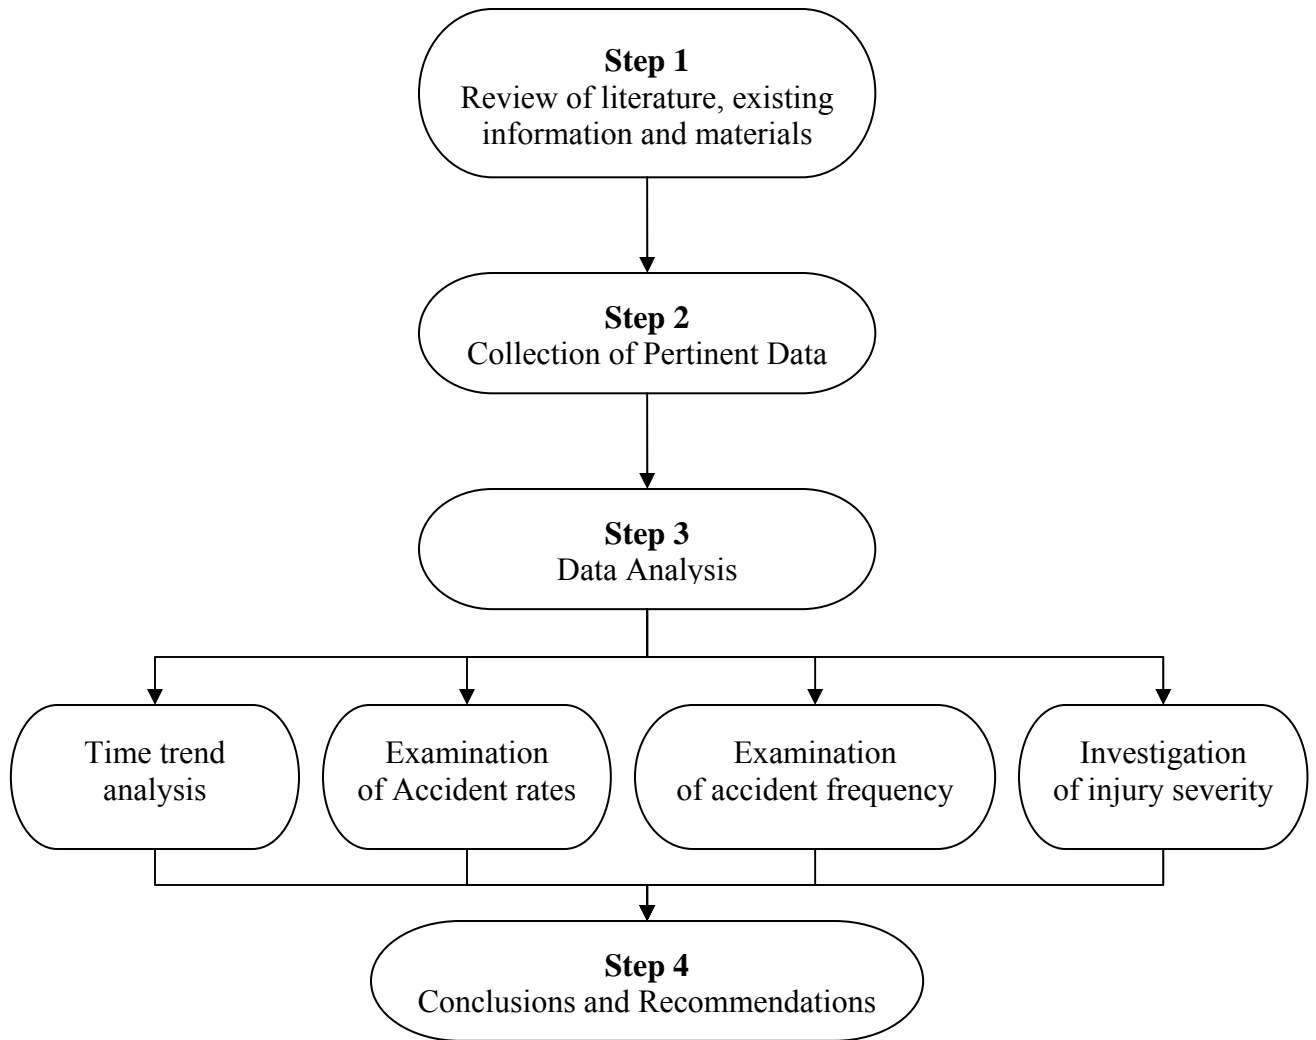 Step 1
Review of literature, existing
information and materials
Step 2
Collection of Pertinent Data
Step 3
Data Analysis
Time trend
analysis
Examination
of Accident rates
Examination
of accident frequency
Investigation
of injury severity
Step 4
Conclusions and Recommendations